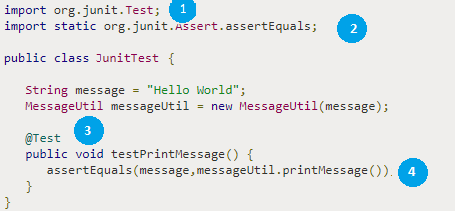 import org.junit.Test; 1
import static org.junit.Assert.assertEquals; 2
public class JunitTest {
String message = "Hello World";
MessageUtil messageUtil = new MessageUtil(message);
3
@Test
public void testPrintMessage() {
assertEquals(message,messageUtil.printMessage()) 4
}
}